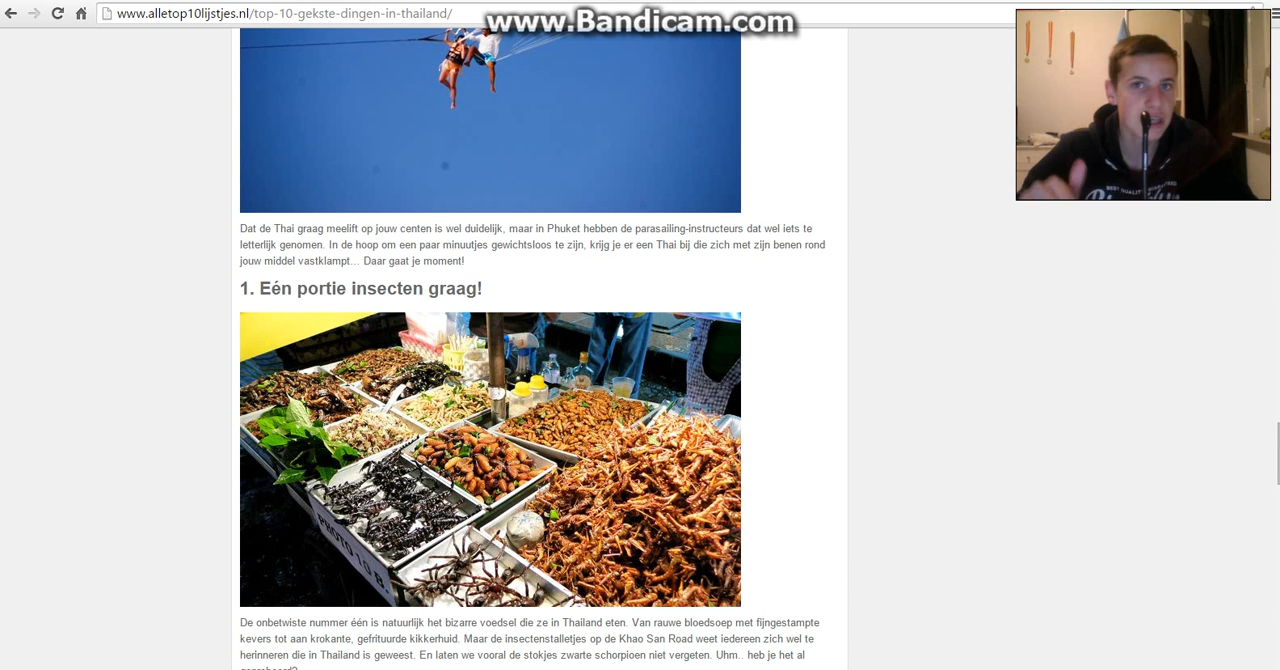 www.alletop10lijstjes.nl/top-10-gekste-dingen-in-thailand/
www.Bandicam.com
BEST QUALITY
Dat de Thai graag meelift op jouw centen is wel duidelijk, maar in Phuket hebben de parasailing-instructeurs dat wel iets te
letterlijk genomen. In de hoop om een paar minuutjes gewichtsloos te zijn, krijg je er een Thai bij die zich met zijn benen rond
jouw middel vastklampt... Daar gaat je moment!
1. Eén portie insecten graag!
PHOTO 10 B.
De onbetwiste nummer één is natuurlijk het bizarre voedsel die ze in Thailand eten. Van rauwe bloedsoep met fijngestampte
kevers tot aan krokante, gefrituurde kikkerhuid. Maar de insectenstalletjes op de Khao San Road weet iedereen zich wel te
herinneren die in Thailand is geweest. En laten we vooral de stokjes zwarte schorpioen niet vergeten. Uhm.. heb je het al